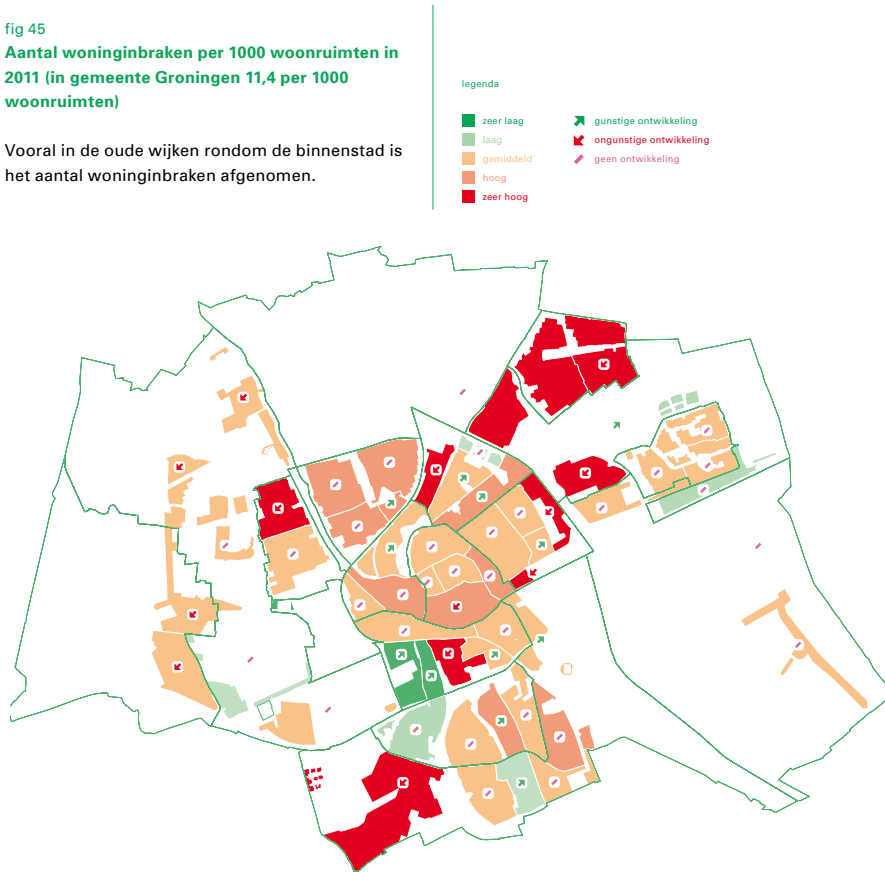 fig 45
Aantal woninginbraken per 1000 woonruimten in
2011 (in gemeente Groningen 11,4 per 1000
woonruimten)
Vooral in de oude wijken rondom de binnenstad is
het aantal woninginbraken afgenomen.
legenda
zeer laag
laag
gemiddeld
hoog
zeer hoog
gunstige ontwikkeling
ongunstige ontwikkeling
geen ontwikkeling